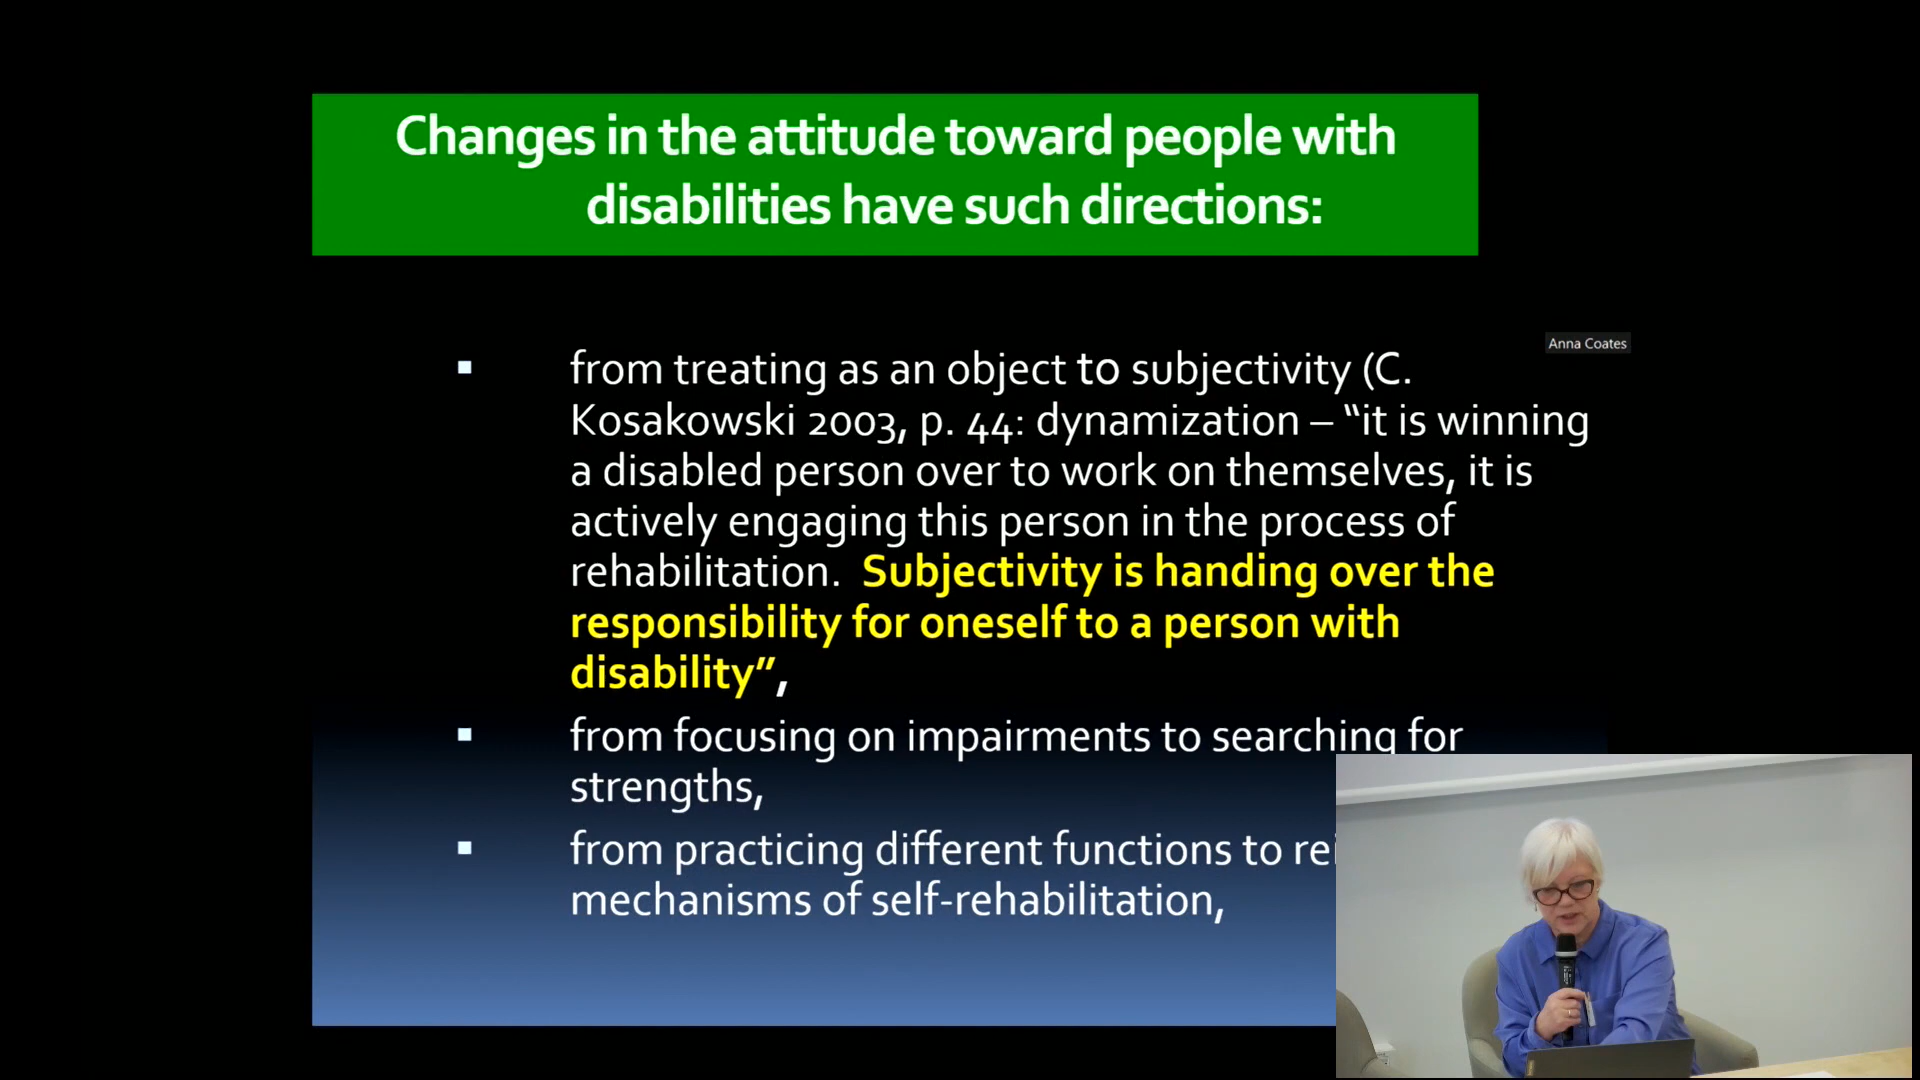 Changes in the attitude toward people with
disabilities have such directions:
Anna Coates
▪ from treating as an object to subjectivity (C.
Kosakowski 2003, p. 44: dynamization – “it is winning
a disabled person over to work on themselves, it is
actively engaging this person in the process of
rehabilitation. Subjectivity is handing over the
responsibility for oneself to a person with
disability”,
▪ from focusing on impairments to searching for
strengths,
▪ from practicing different functions to
mechanisms of self-rehabilitation,